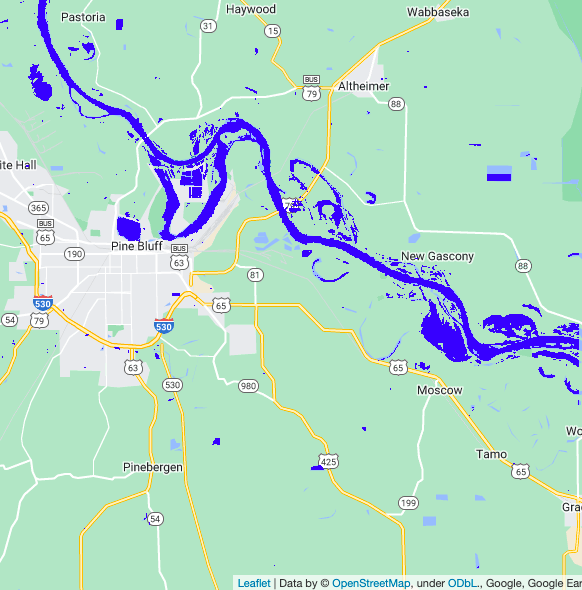 Haywood
Wabbaseka
Pastoria
31
15
BUS
79
Altheimer
88
ite Hall
365
BUS
65
190
Pine Bluff
BUS
63
New Gascony
88
81
530
65
54
79
530
63
65
530
980
Moscow
Wo
425
Tamo
Pinebergen
65
199
Gra
54
Leaflet | Data by © OpenStreetMap, under ODbL., Google, Google Ear